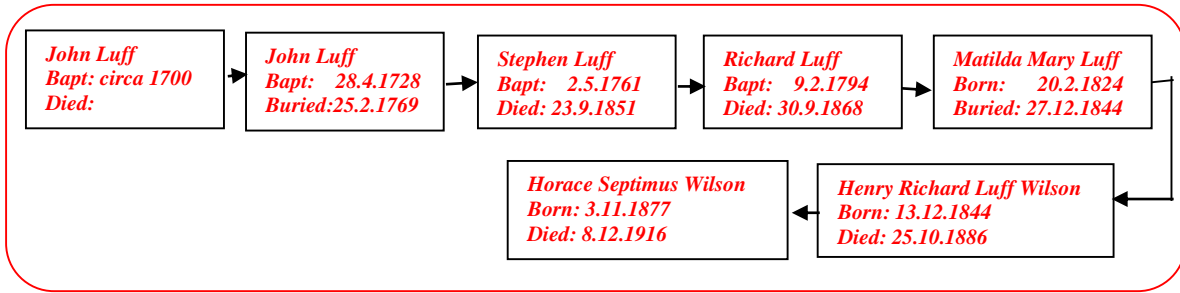 John Luff
Bapt: circa 1700
Died:
John Luff
Bapt: 28.4.1728
Buried:25.2.1769
Stephen Luff
Bapt: 2.5.1761
Died: 23.9.1851
Richard Luff
Bapt: 9.2.1794
Died: 30.9.1868
Matilda Mary Luff
Born: 20.2.1824
Buried: 27.12.1844
Henry Richard Luff Wilson
Born: 13.12.1844
Died: 25.10.1886
Horace Septimus Wilson
Born: 3.11.1877
Died: 8.12.1916